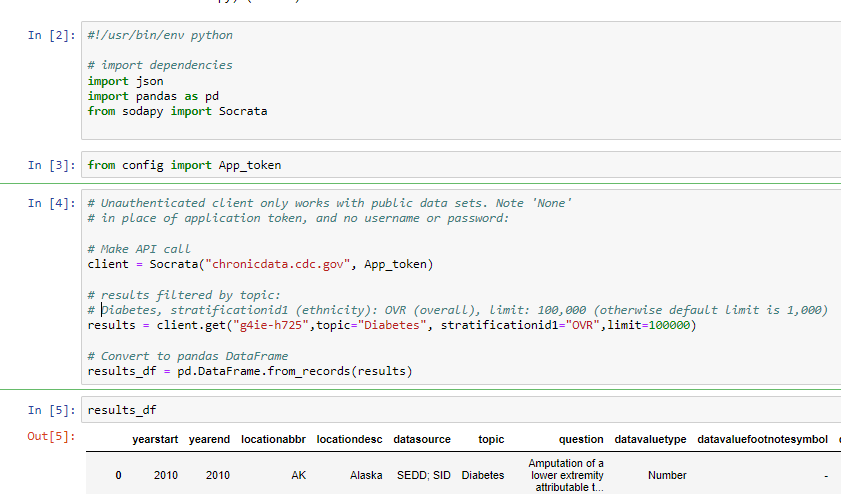 In [2]: #!/usr/bin/env python
# import dependencies
import json
import pandas as pd
from sodapy import Socrata
In [3]: from config import App_token
In [4]: # Unauthenticated client only works with public data sets. Note 'None'
# in place of application token, and no username or password:
# Make API call
client = Socrata("chronicdata.cdc.gov", App_token)
# results filtered by topic:
# Diabetes, stratificationid1 (ethnicity): OVR (overall), limit: 100,000 (otherwise default limit is 1,000)
results = client.get("g4ie-h725",topic="Diabetes", stratificationid1="OVR",limit=100000)
# Convert to pandas DataFrame
results_df = pd.DataFrame.from_records(results)
In [5]: results_df
Out[5]:
yearstart yearend locationabbr locationdesc datasource topic question datavaluetype datavaluefootnotesymbol
0 2010 2010 AK Alaska SEDD; SID Diabetes Amputation of a lower extremity attributable t... Number -